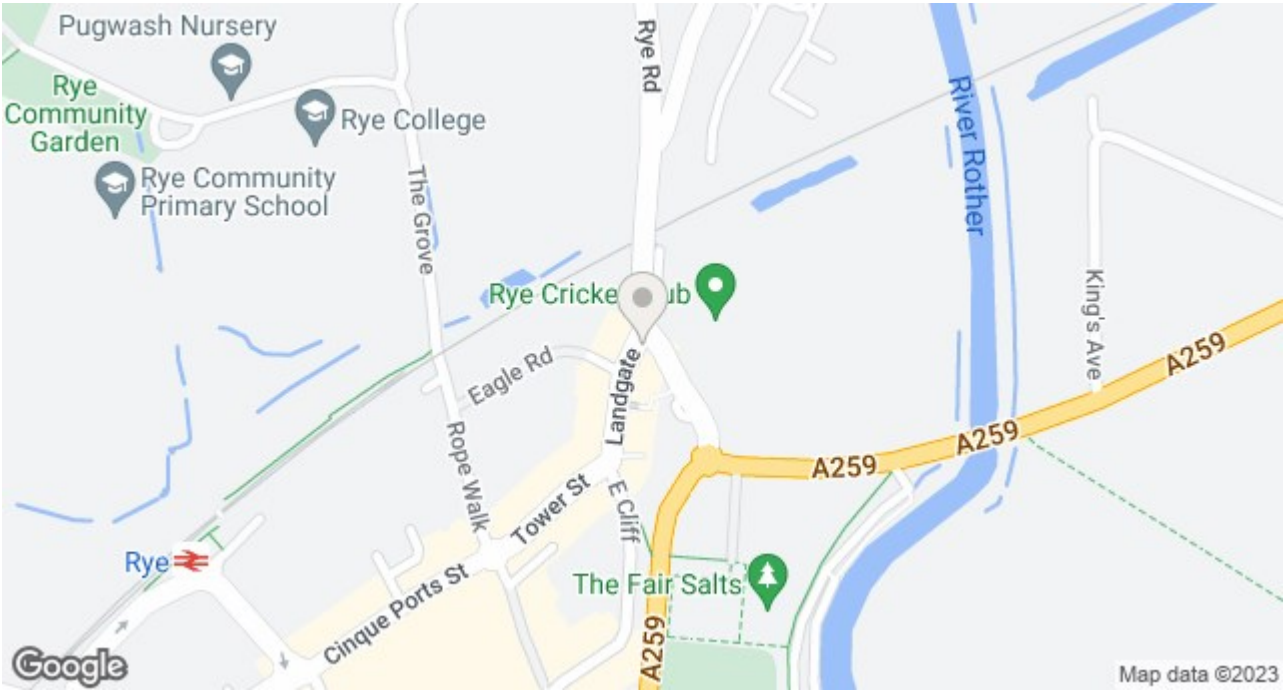 Pugwash Nursery
Rye Rd
Rye
Community
Garden
Rye College
River Rother
Rye Community
Primary School
The Grove
Rye Cricke
ub
King's Ave
Eagle Rd
Landgate
A259
A259
A259
Rope Walk
Tower St
E Cliff
Rye
The Fair Salts
Cinque Ports St
A259
Google
Map data ©2023